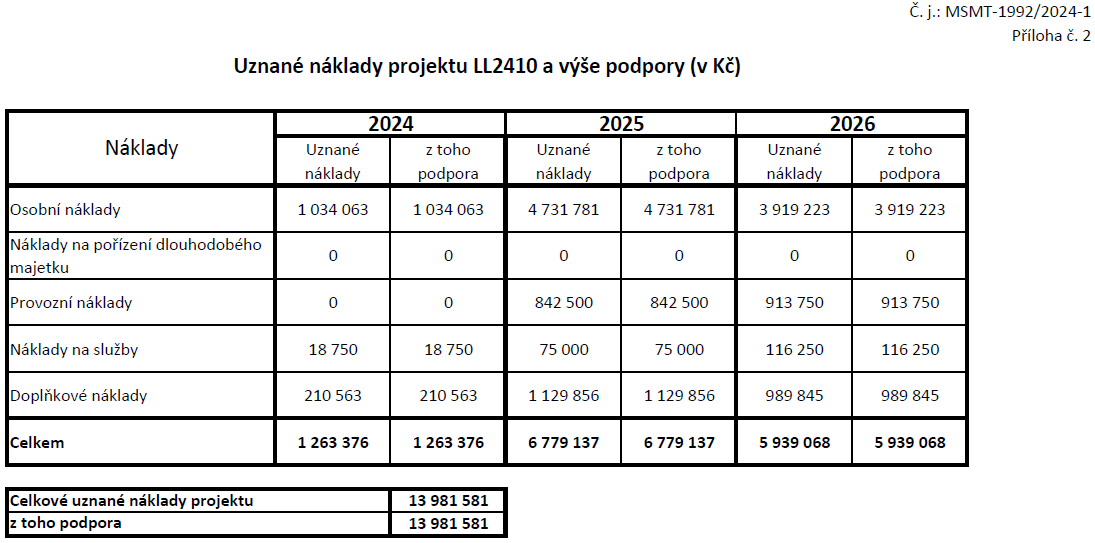 Č. j.: MSMT-1992/2024-1
Příloha č. 2
Uznané náklady projektu LL2410 a výše podpory (v Kč)
Náklady 2024 2025 2026
Uznané náklady z toho podpora Uznané náklady z toho podpora Uznané náklady z toho podpora
Osobní náklady 1 034 063 1 034 063 4 731 781 4 731 781 3 919 223 3 919 223
Náklady na pořízení dlouhodobého
majetku 0 0 0 0 0 0
Provozní náklady 0 0 842 500 842 500 913 750 913 750
Náklady na služby 18 750 18 750 75 000 75 000 116 250 116 250
Doplňkové náklady 210 563 210 563 1 129 856 1 129 856 989 845 989 845
Celkem 1 263 376 1 263 376 6 779 137 6 779 137 5 939 068 5 939 068
Celkové uznané náklady projektu 13 981 581
z toho podpora 13 981 581